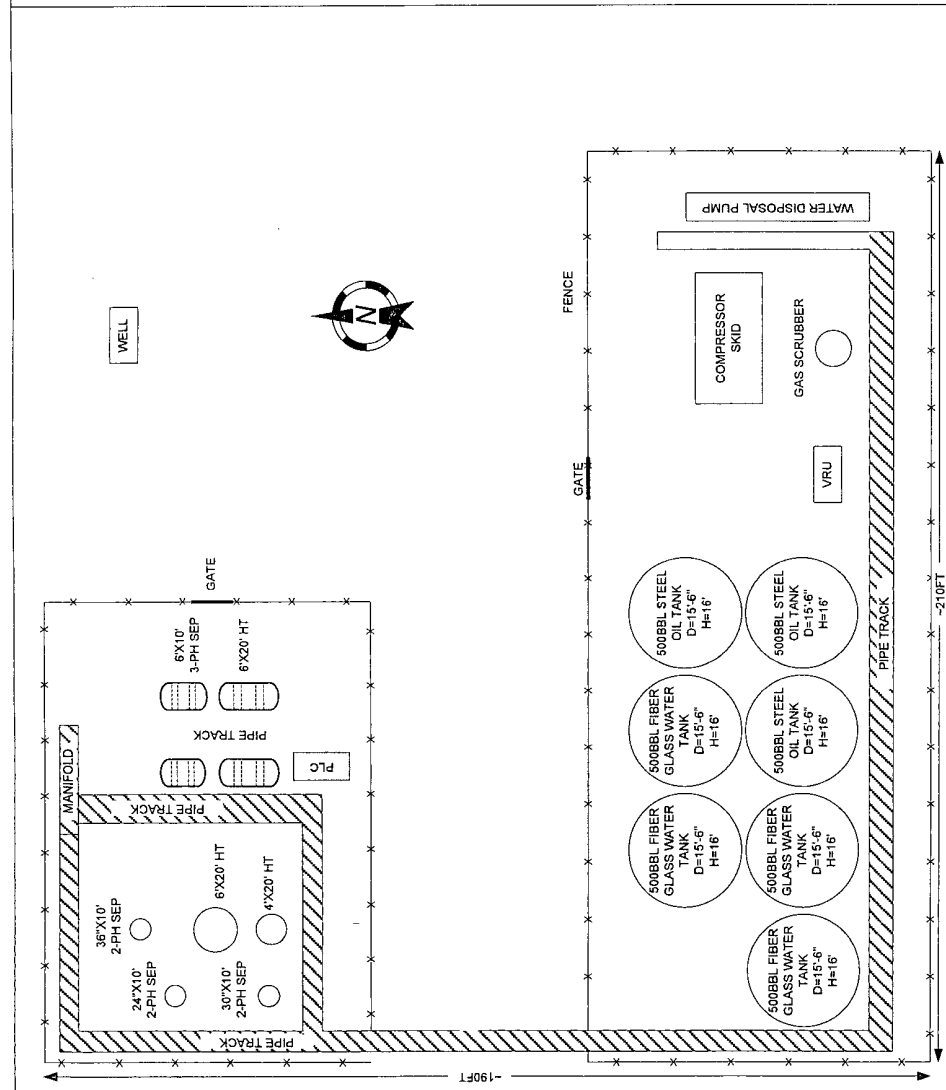 WELL
N
FENCE
GATE
GATE
MANIFOLD
6'X10'
3-PH SEP
6'X20' HT
PIPE TRACK
PLC
PIPE TRACK
36"X10'
2-PH SEP
6'X20' HT
4'X20' HT
24"X10'
2-PH SEP
30"X10'
2-PH SEP
PIPE TRACK
WATER DISPOSAL PUMP
COMPRESSOR
SKID
GAS SCRUBBER
VRU
500BBL STEEL
OIL TANK
D=15'-6"
H=16'
500BBL STEEL
OIL TANK
D=15'-6"
H=16'
500BBL FIBER
GLASS WATER
TANK
D=15'-6"
H=16'
500BBL STEEL
OIL TANK
D=15'-6"
H=16'
500BBL FIBER
GLASS WATER
TANK
D=15'-6"
H=16'
500BBL FIBER
GLASS WATER
TANK
D=15'-6"
H=16'
500BBL FIBER
GLASS WATER
TANK
D=15'-6"
H=16'
PIPE TRACK
~210FT
~190FT